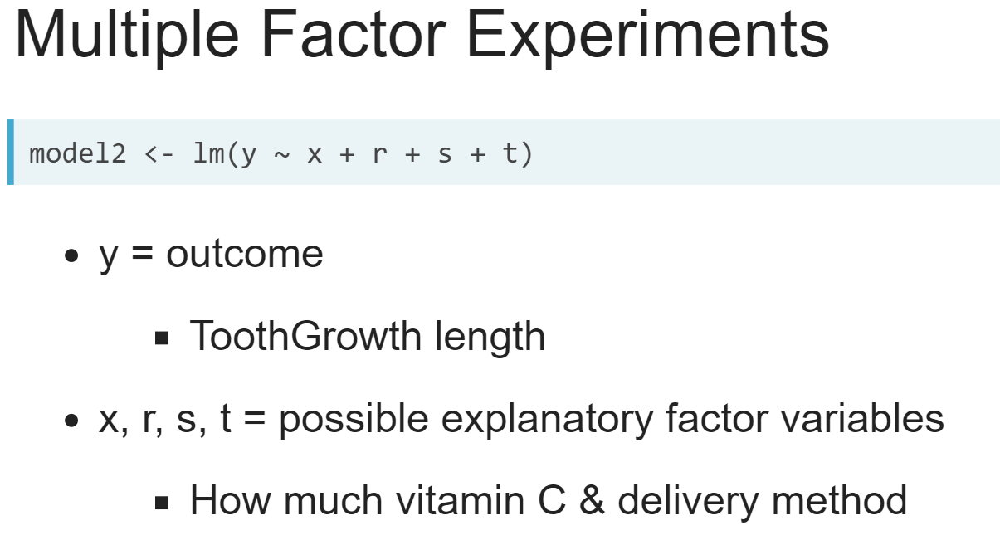 Multiple Factor Experiments
model2 <- lm(y ~ x + r + s + t)
• y = outcome
▪ ToothGrowth length
• x, r, s, t = possible explanatory factor variables
▪ How much vitamin C & delivery method